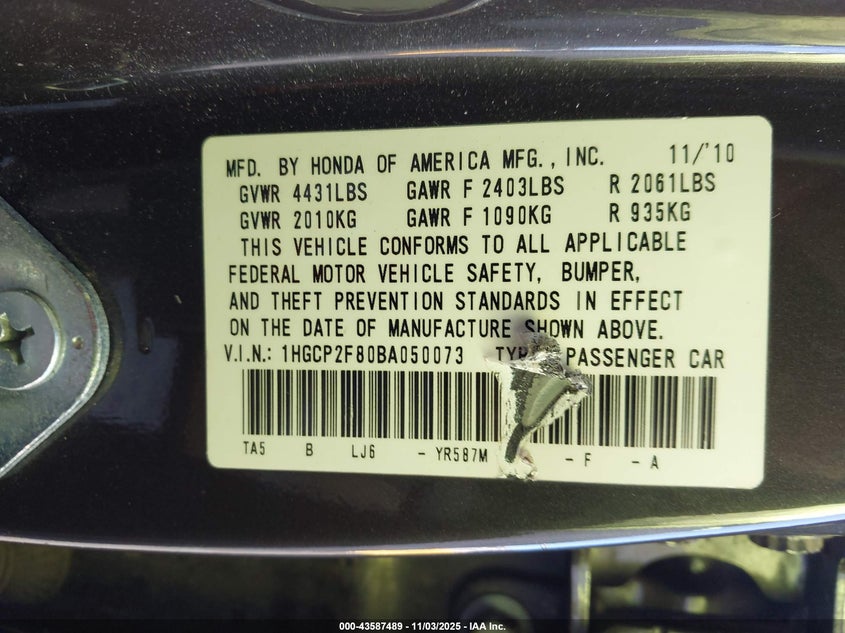 MFD. BY HONDA OF AMERICA MFG., INC. 11/'10
GVWR 4431LBS GAWR F 2403LBS R 2061LBS
GVWR 2010KG GAWR F 1090KG R 935KG
THIS VEHICLE CONFORMS TO ALL APPLICABLE
FEDERAL MOTOR VEHICLE SAFETY, BUMPER,
AND THEFT PREVENTION STANDARDS IN EFFECT
ON THE DATE OF MANUFACTURE SHOWN ABOVE.
V.I.N.: 1HGCP2F80BA050073 PASSENGER CAR
TA5 B LJ6 - YR587M - F - A
000-43587489 - 11/03/2025 - IAA Inc.